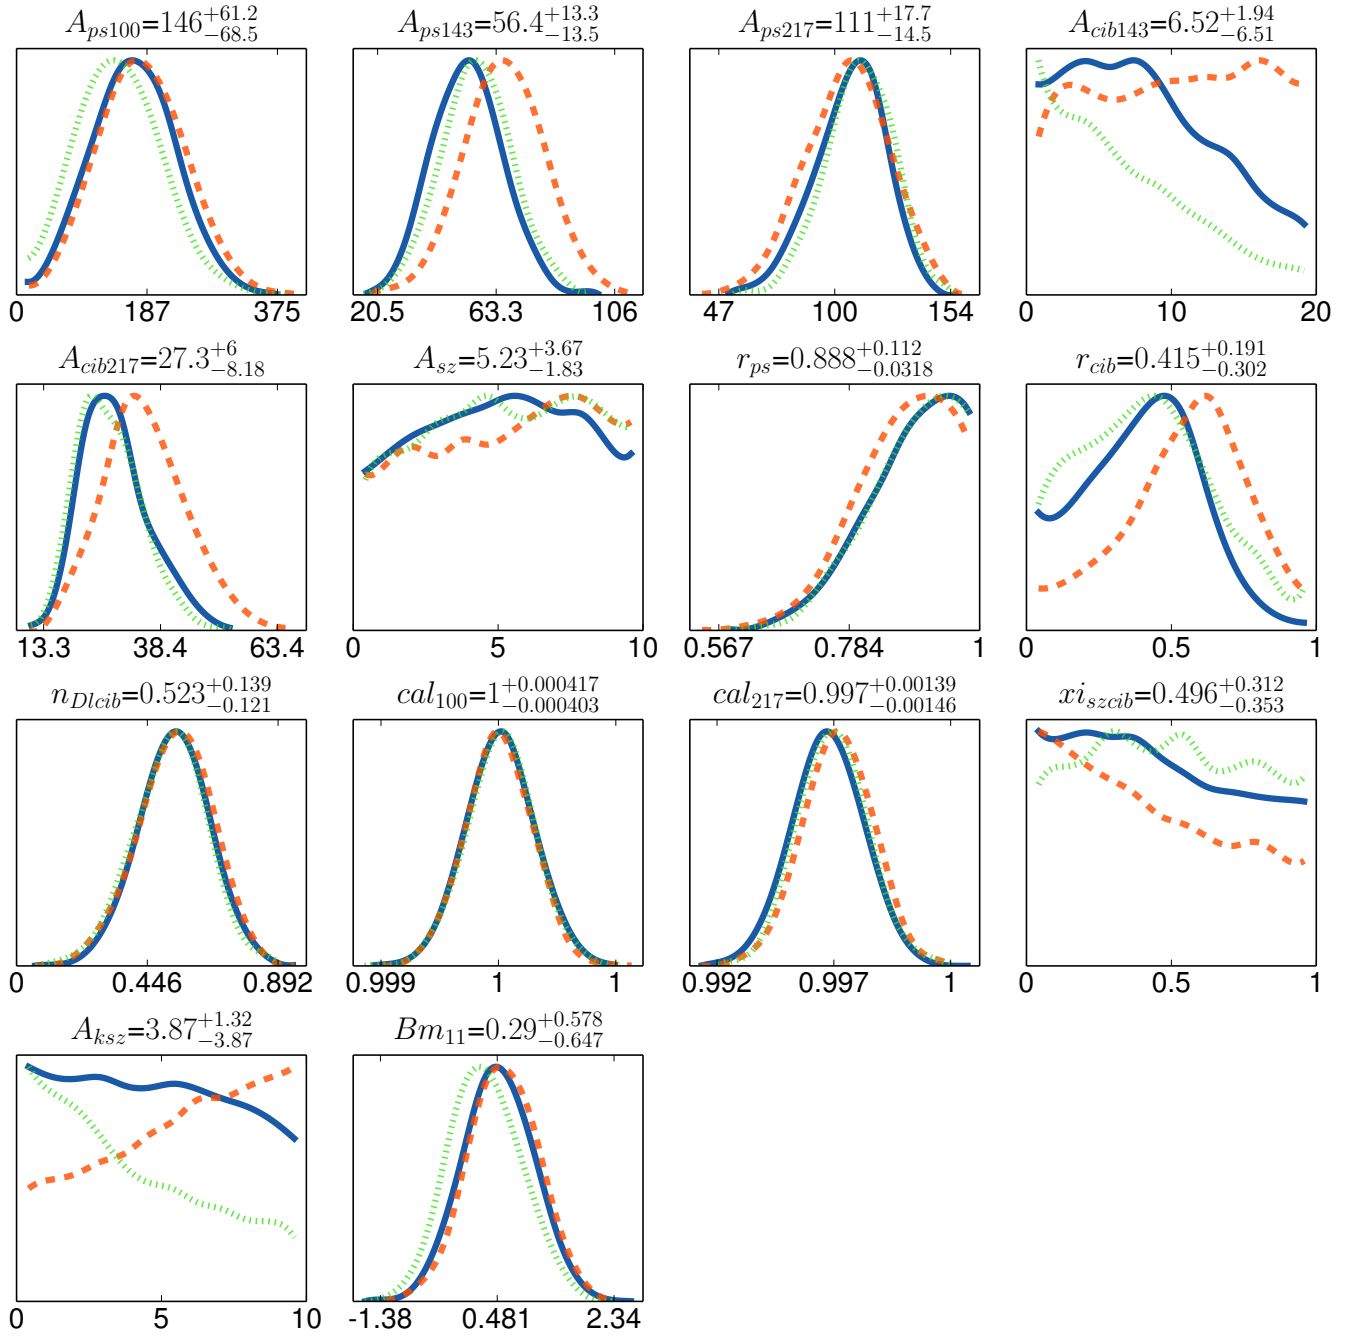 A_{ps100}=146^{+61.2}_{-68.5} A_{ps143}=56.4^{+13.3}_{-13.5} A_{ps217}=111^{+17.7}_{-14.5} A_{cib143}=6.52^{+1.94}_{-6.51}
0 187 375 20.5 63.3 106 47 100 154 0 10 20
A_{cib217}=27.3^{+6}_{-8.18} A_{sz}=5.23^{+3.67}_{-1.83} r_{ps}=0.888^{+0.112}_{-0.0318} r_{cib}=0.415^{+0.191}_{-0.302}
13.3 38.4 63.4 0 5 10 0.567 0.784 1 0 0.5 1
n_{Dlcib}=0.523^{+0.139}_{-0.121} cal_{100}=1^{+0.000417}_{-0.000403} cal_{217}=0.997^{+0.00139}_{-0.00146} xi_{szcib}=0.496^{+0.312}_{-0.353}
0 0.446 0.892 0.999 1 1 0.992 0.997 1 0 0.5 1
A_{ksz}=3.87^{+1.32}_{-3.87} Bm_{11}=0.29^{+0.578}_{-0.647}
0 5 10 -1.38 0.481 2.34